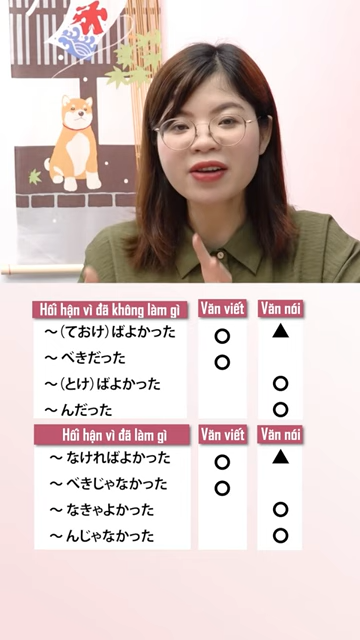 氷
Hối hận vì đã không làm gì Văn viết Văn nói
～(ておけ)ばよかった ○ ▲
～べきだった ○
～(とけ)ばよかった ○
～んだった ○
Hối hận vì đã làm gì Văn viết Văn nói
～なければよかった ○ ▲
～べきじゃなかった ○
～なきゃよかった ○
～んじゃなかった ○